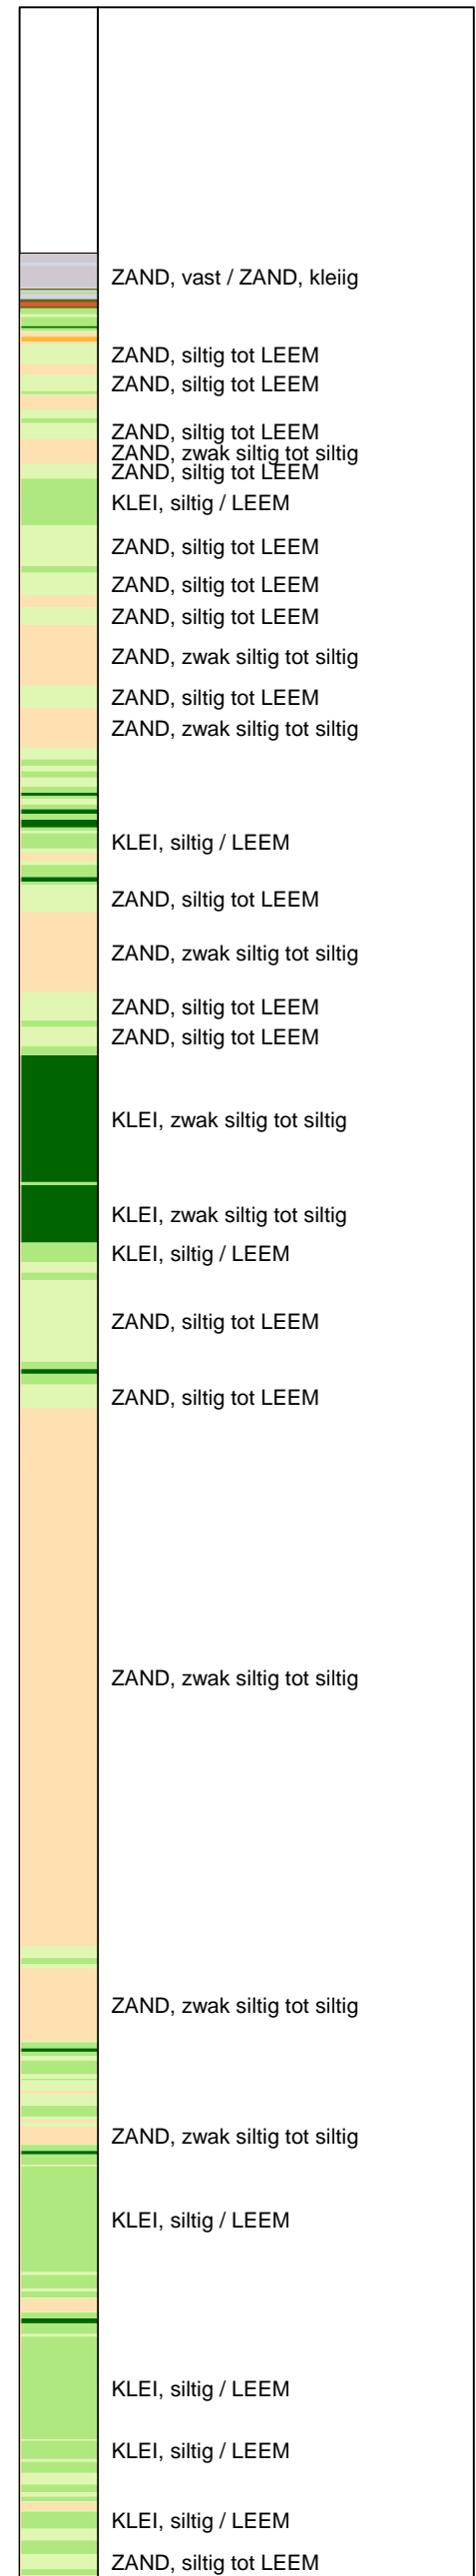 ZAND, vast / ZAND, kleiig
ZAND, siltig tot LEEM
ZAND, siltig tot LEEM
ZAND, siltig tot LEEM
ZAND, zwak siltig tot siltig
ZAND, siltig tot LEEM
KLEI, siltig / LEEM
ZAND, siltig tot LEEM
ZAND, siltig tot LEEM
ZAND, siltig tot LEEM
ZAND, zwak siltig tot siltig
ZAND, siltig tot LEEM
ZAND, zwak siltig tot siltig
KLEI, siltig / LEEM
ZAND, siltig tot LEEM
ZAND, zwak siltig tot siltig
ZAND, siltig tot LEEM
ZAND, siltig tot LEEM
KLEI, zwak siltig tot siltig
KLEI, zwak siltig tot siltig
KLEI, siltig / LEEM
ZAND, siltig tot LEEM
ZAND, siltig tot LEEM
ZAND, zwak siltig tot siltig
ZAND, zwak siltig tot siltig
ZAND, zwak siltig tot siltig
KLEI, siltig / LEEM
KLEI, siltig / LEEM
KLEI, siltig / LEEM
KLEI, siltig / LEEM
ZAND, siltig tot LEEM